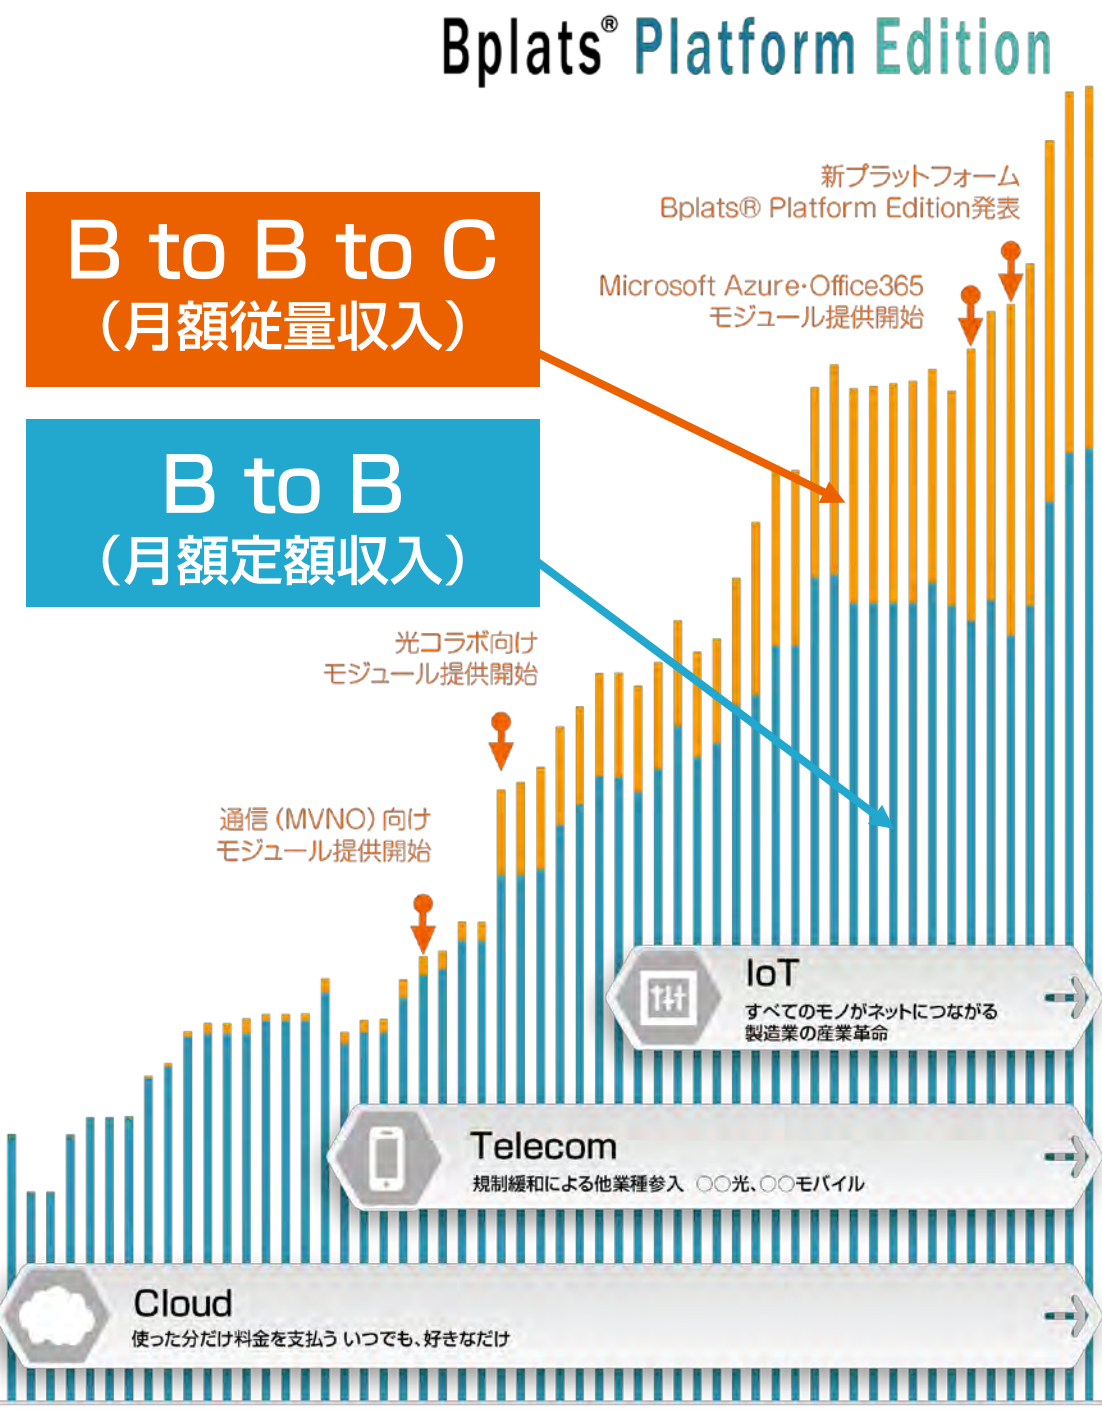 Bplats® Platform Edition
新プラットフォーム
Bplats® Platform Edition発表
B to B to C
（月額従量収入）
Microsoft Azure・Office365
モジュール提供開始
B to B
（月額定額収入）
光コラボ向け
モジュール提供開始
通信（MVNO）向け
モジュール提供開始
IoT
すべてのモノがネットにつながる
製造業の産業革命
Telecom
規制緩和による他業種参入　○○光、○○モバイル
Cloud
使った分だけ料金を支払う いつでも、好きなだけ